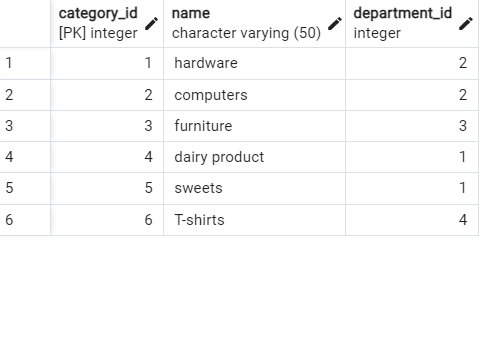 category_id name department_id
[PK] integer character varying (50) integer
1 1 hardware 2
2 2 computers 2
3 3 furniture 3
4 4 dairy product 1
5 5 sweets 1
6 6 T-shirts 4